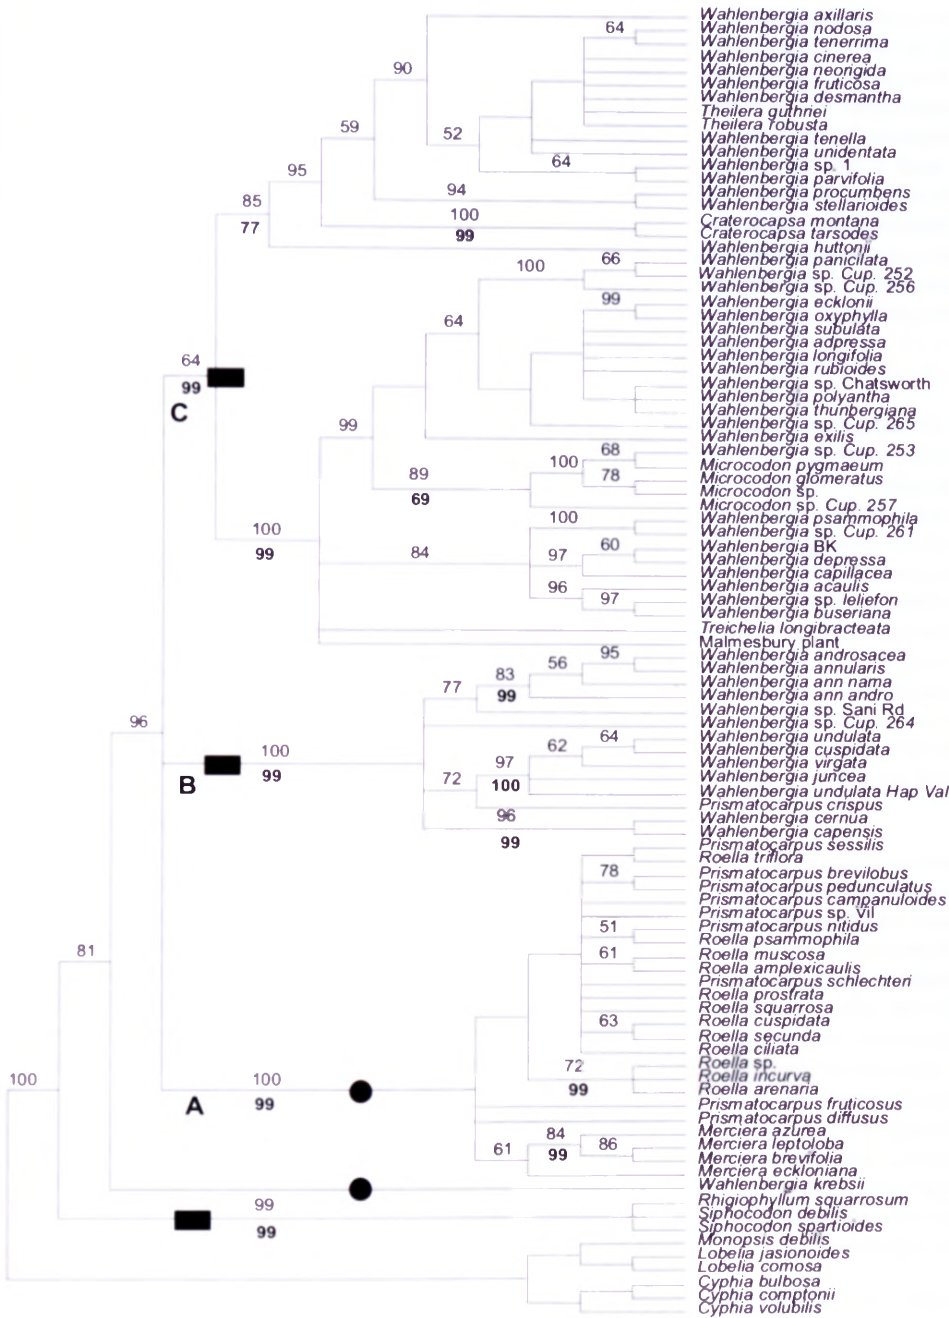 Wahlenbergia axillaris
64 Wahlenbergia nodosa
Wahlenbergia tenerrima
Wahlenbergia cinerea
90 Wahlenbergia neorigida
Wahlenbergia fruticosa
Wahlenbergia desmantha
Theilera guthriei
59 Theilera robusta
52 Wahlenbergia tenella
64 Wahlenbergia unidentata
95 Wahlenbergia sp. 1
Wahlenbergia parvifolia
94 Wahlenbergia procumbens
85 Wahlenbergia stellarioides
100 Craterocapsa montana
77 99 Craterocapsa tarsodes
Wahlenbergia huttonii
66 Wahlenbergia panicilata
100 Wahlenbergia sp. Cup. 252
Wahlenbergia sp. Cup. 256
99 Wahlenbergia ecklonii
64 Wahlenbergia oxyphylla
Wahlenbergia subulata
Wahlenbergia adpressa
64 Wahlenbergia longifolia
Wahlenbergia rubioides
99 Wahlenbergia sp. Chatsworth
C Wahlenbergia polyantha
Wahlenbergia thunbergiana
99 Wahlenbergia sp. Cup. 265
Wahlenbergia exilis
68 Wahlenbergia sp. Cup. 253
100 Microcodon pygmaeum
89 78 Microcodon glomeratus
69 Microcodon sp.
Microcodon sp. Cup. 257
100 Wahlenbergia psammophila
100 Wahlenbergia sp. Cup. 261
99 84 97 60 Wahlenbergia BK
Wahlenbergia depressa
Wahlenbergia capillacea
96 Wahlenbergia acaulis
97 Wahlenbergia sp. leliefon
Wahlenbergia buseriana
Treichelia longibracteata
Malmesbury plant
95 Wahlenbergia androsacea
56 Wahlenbergia annularis
77 83 Wahlenbergia ann nama
99 Wahlenbergia ann andro
Wahlenbergia sp. Sani Rd
96 Wahlenbergia sp. Cup. 264
64 Wahlenbergia undulata
100 62 Wahlenbergia cuspidata
97 Wahlenbergia virgata
B 99 72 Wahlenbergia juncea
100 Wahlenbergia undulata Hap Val
Prismatocarpus crispus
96 Wahlenbergia cernua
99 Wahlenbergia capensis
Prismatocarpus sessilis
Roella triflora
78 Prismatocarpus brevilobus
Prismatocarpus pedunculatus
Prismatocarpus campanuloides
Prismatocarpus sp. Vil
51 Prismatocarpus nitidus
Roella psammophila
81 61 Roella muscosa
Roella amplexicaulis
Prismatocarpus schlechteri
Roella prostrata
Roella squarrosa
63 Roella cuspidata
Roella secunda
Roella ciliata
72 Roella sp.
100 100 Roella incurva
A 99 99 Roella arenaria
Prismatocarpus fruticosus
Prismatocarpus diffusus
84 Merciera azurea
61 86 Merciera leptoloba
99 Merciera brevifolia
Merciera eckloniana
Wahlenbergia krebsii
99 Rhigiophyllum squarrosum
Siphocodon debilis
99 Siphocodon spartioides
Monopsis debilis
Lobelia jasionoides
Lobelia comosa
Cyphia bulbosa
Cyphia comptonii
Cyphia volubilis